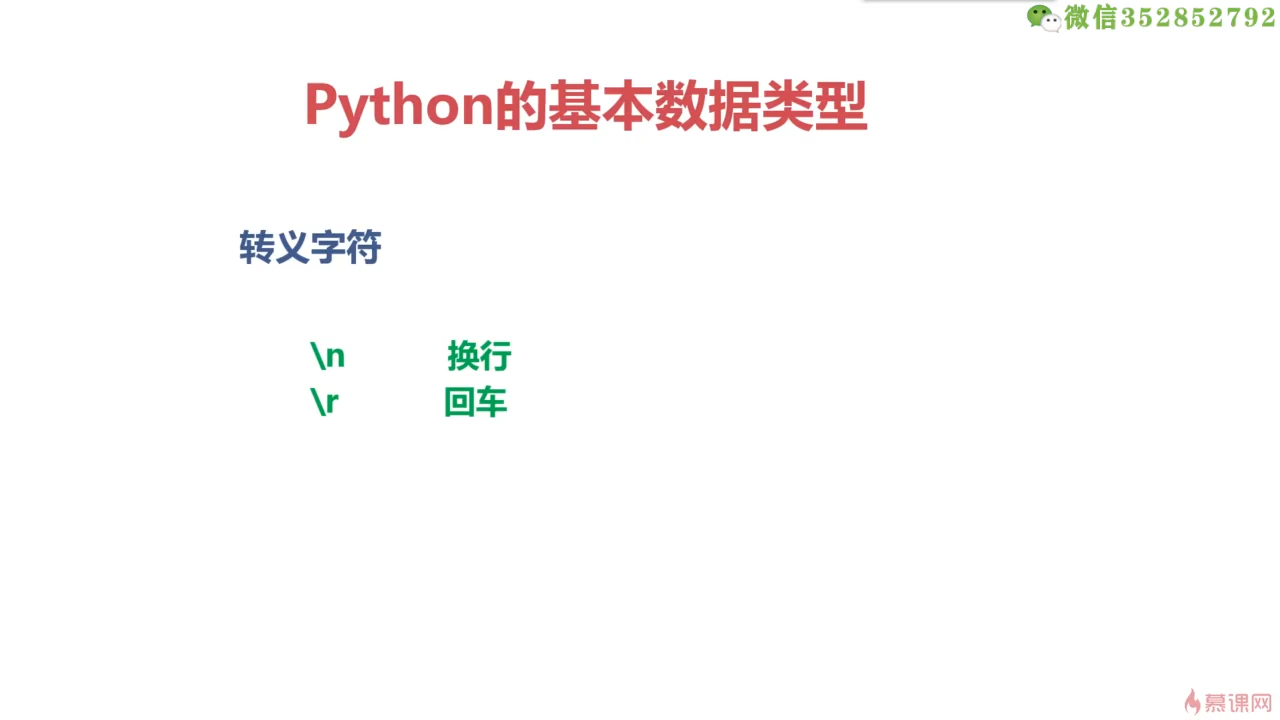 微信352852792
Python的基本数据类型
转义字符
\n 换行
\r 回车
慕课网